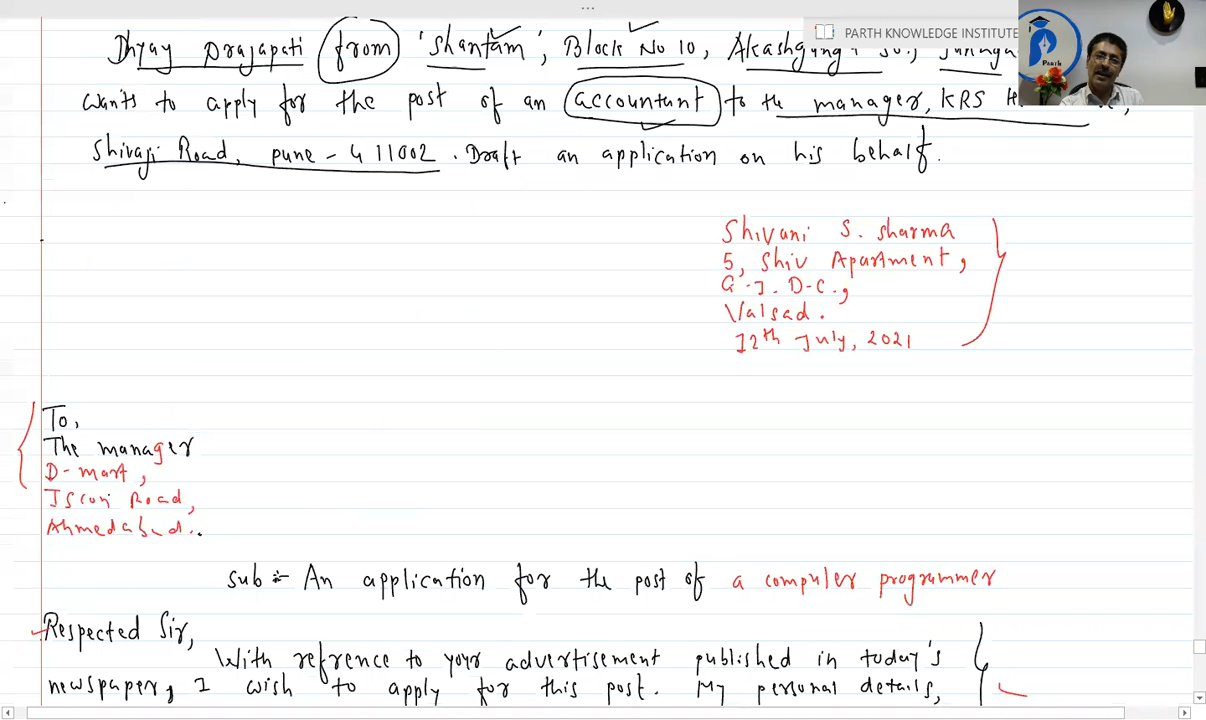 PARTH KNOWLEDGE INSTITUTE
Parth
Dhyay Prajapati from 'Shantam', Block No 10, Akashganga so.,
wants to apply for the post of an accountant to the manager, KRS
Shivaji Road, pune - 411002. Draft an application on his behalf.
Shivani S. Sharma
5, Shiv Apartment,
G.I.D.C.,
Valsad.
12th July, 2021
To,
The manager
D-mart,
Iscon Road,
Ahmedabad.
sub :- An application for the post of a computer programmer
Respected Sir,
With refrence to your advertisement published in today's
newspaper, I wish to apply for this post. My personal details,